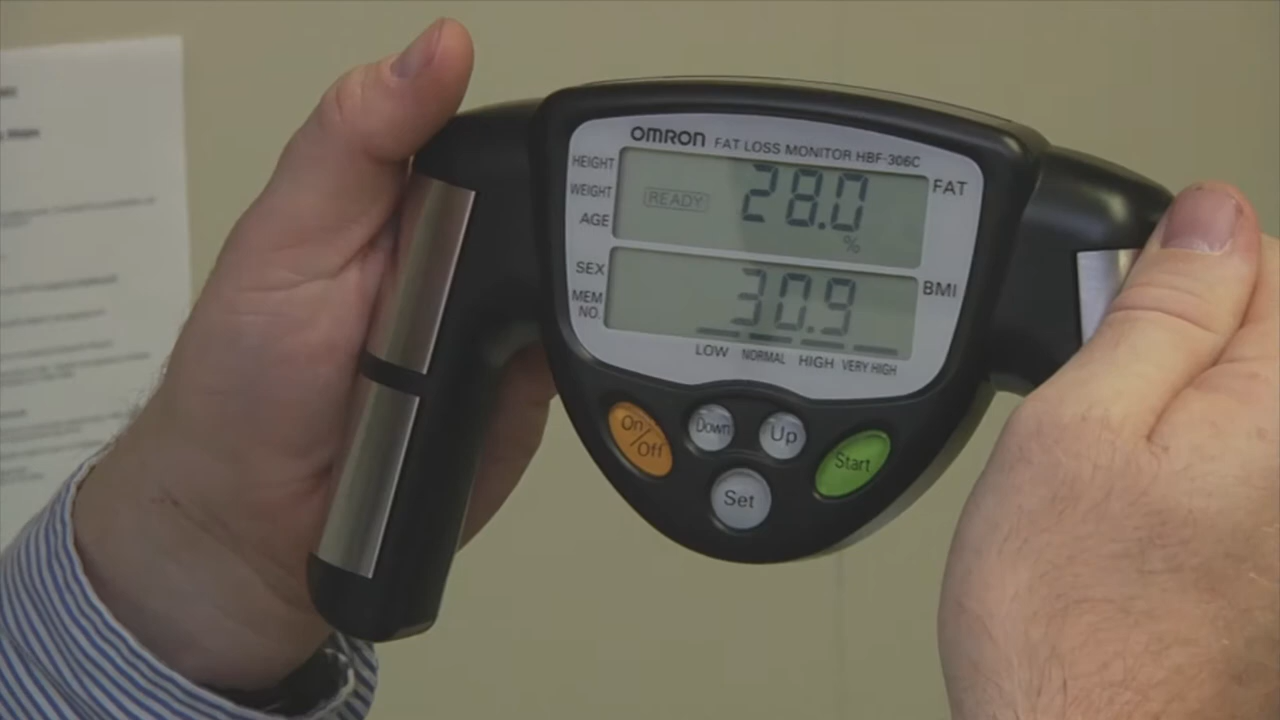 OMRON FAT LOSS MONITOR HBF-306C
HEIGHT
WEIGHT
AGE
READY
28.0
%
FAT
SEX
MEM
NO.
30.9
BMI
LOW NORMAL HIGH VERY HIGH
On/Off
Down
Up
Start
Set